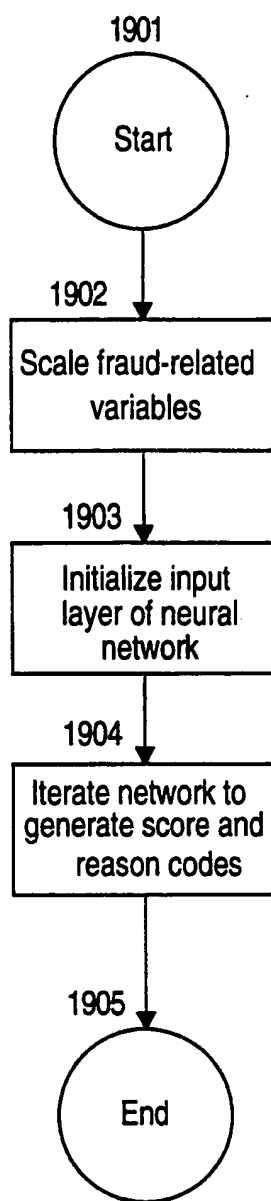 1901
Start
1902
Scale fraud-related
variables
1903
Initialize input
layer of neural
network
1904
Iterate network to
generate score and
reason codes
1905
End